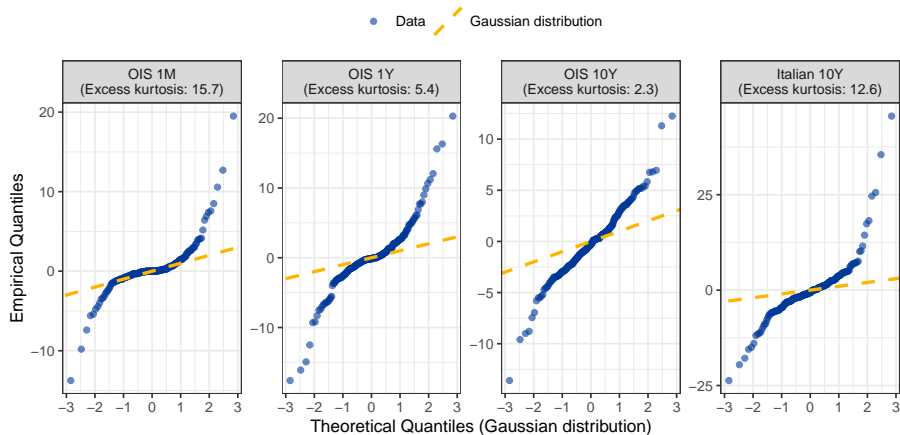 Data Gaussian distribution
OIS 1M
(Excess kurtosis: 15.7)
OIS 1Y
(Excess kurtosis: 5.4)
OIS 10Y
(Excess kurtosis: 2.3)
Italian 10Y
(Excess kurtosis: 12.6)
Empirical Quantiles
20
10
0
−10
20
10
0
−10
10
5
0
−5
−10
25
0
−25
−3 −2 −1 0 1 2 3
−3 −2 −1 0 1 2 3
−3 −2 −1 0 1 2 3
−3 −2 −1 0 1 2 3
Theoretical Quantiles (Gaussian distribution)